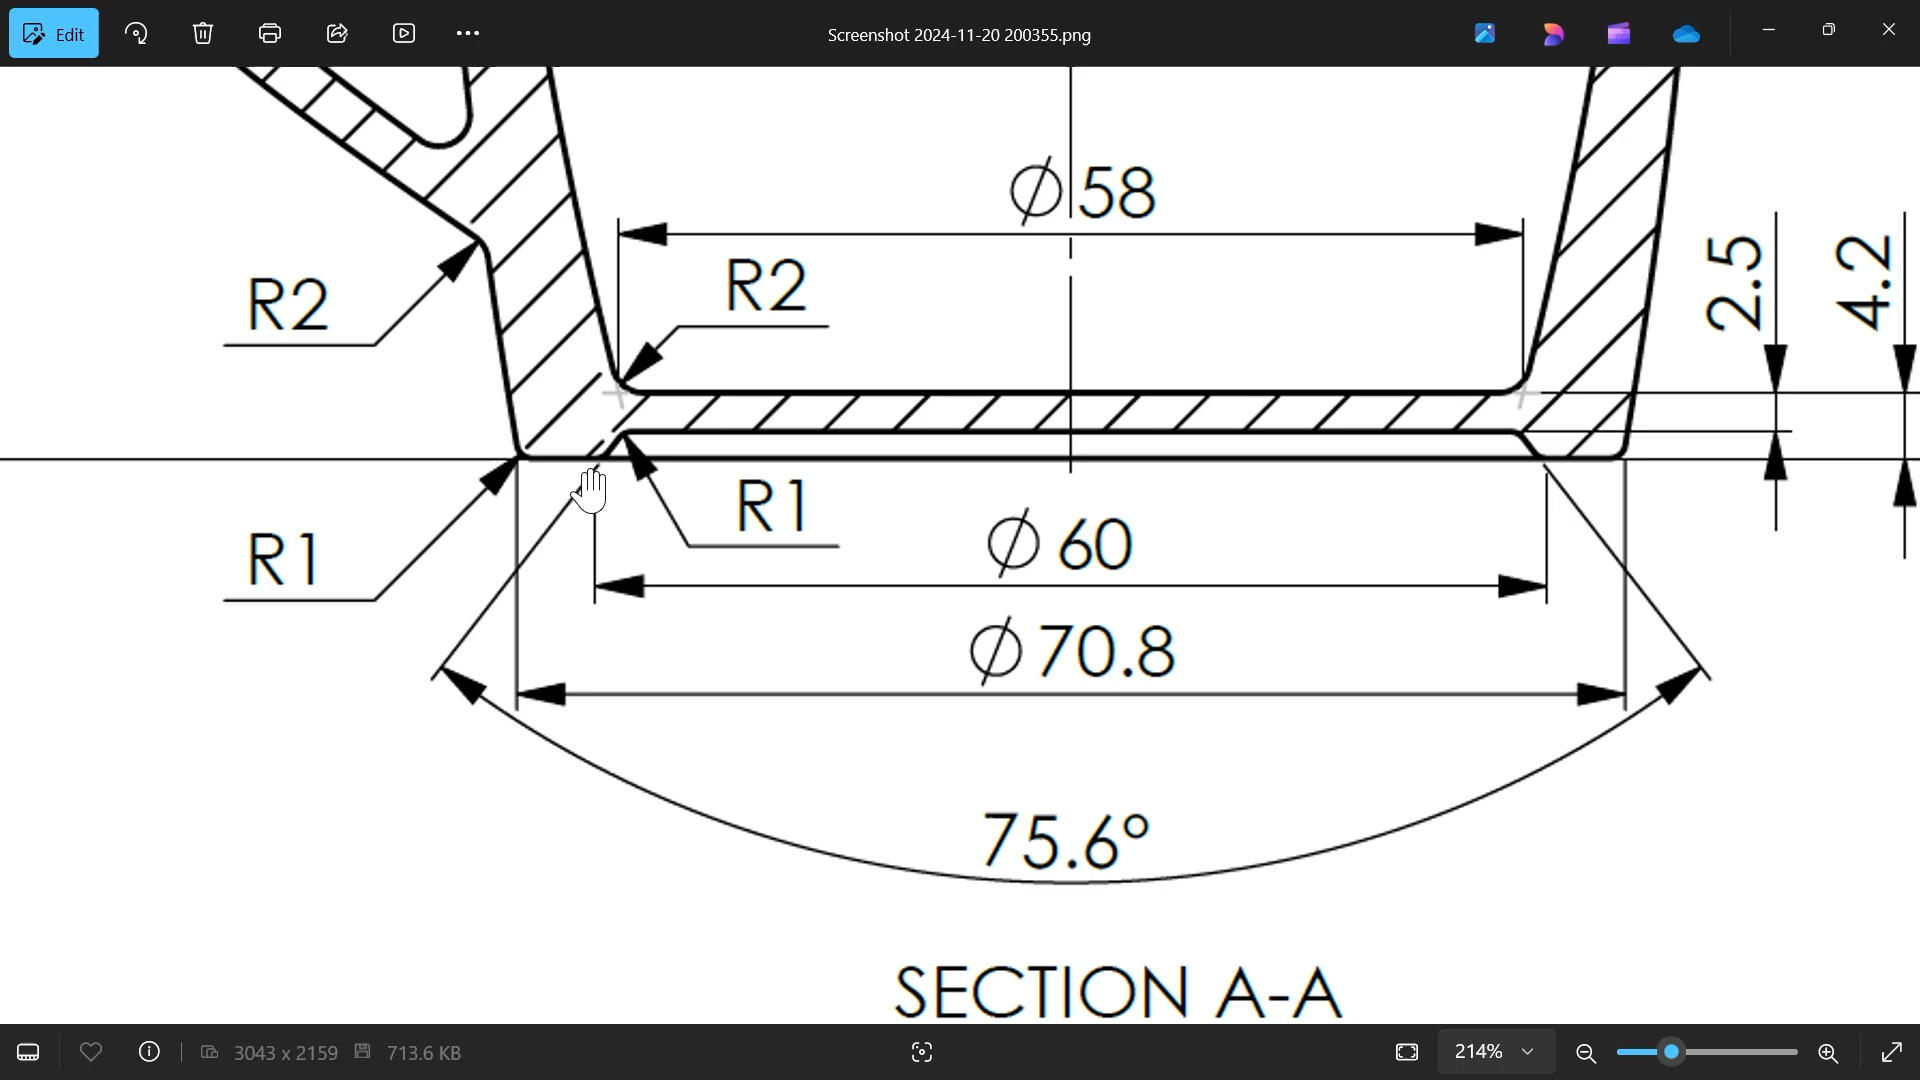 Edit
Screenshot 2024-11-20 200355.png
∅58
R2
R2
2.5
4.2
R1
R1
∅60
∅70.8
75.6°
SECTION A-A
3043 x 2159
713.6 KB
214%